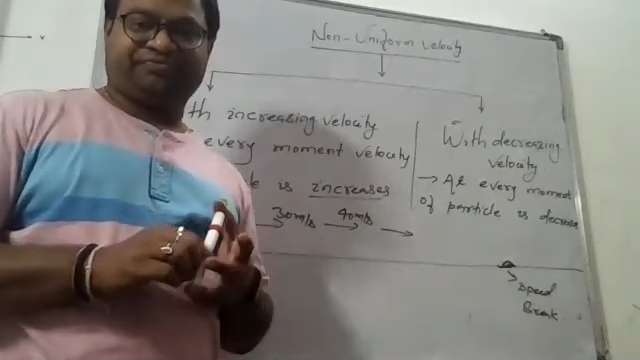 Non-Uniform velocity
th increasing velocity
every moment velocity
le is increases
30m/s 40m/s
With decreasing
velocity
→ At every moment
of particle is decrease
speed
Break
v